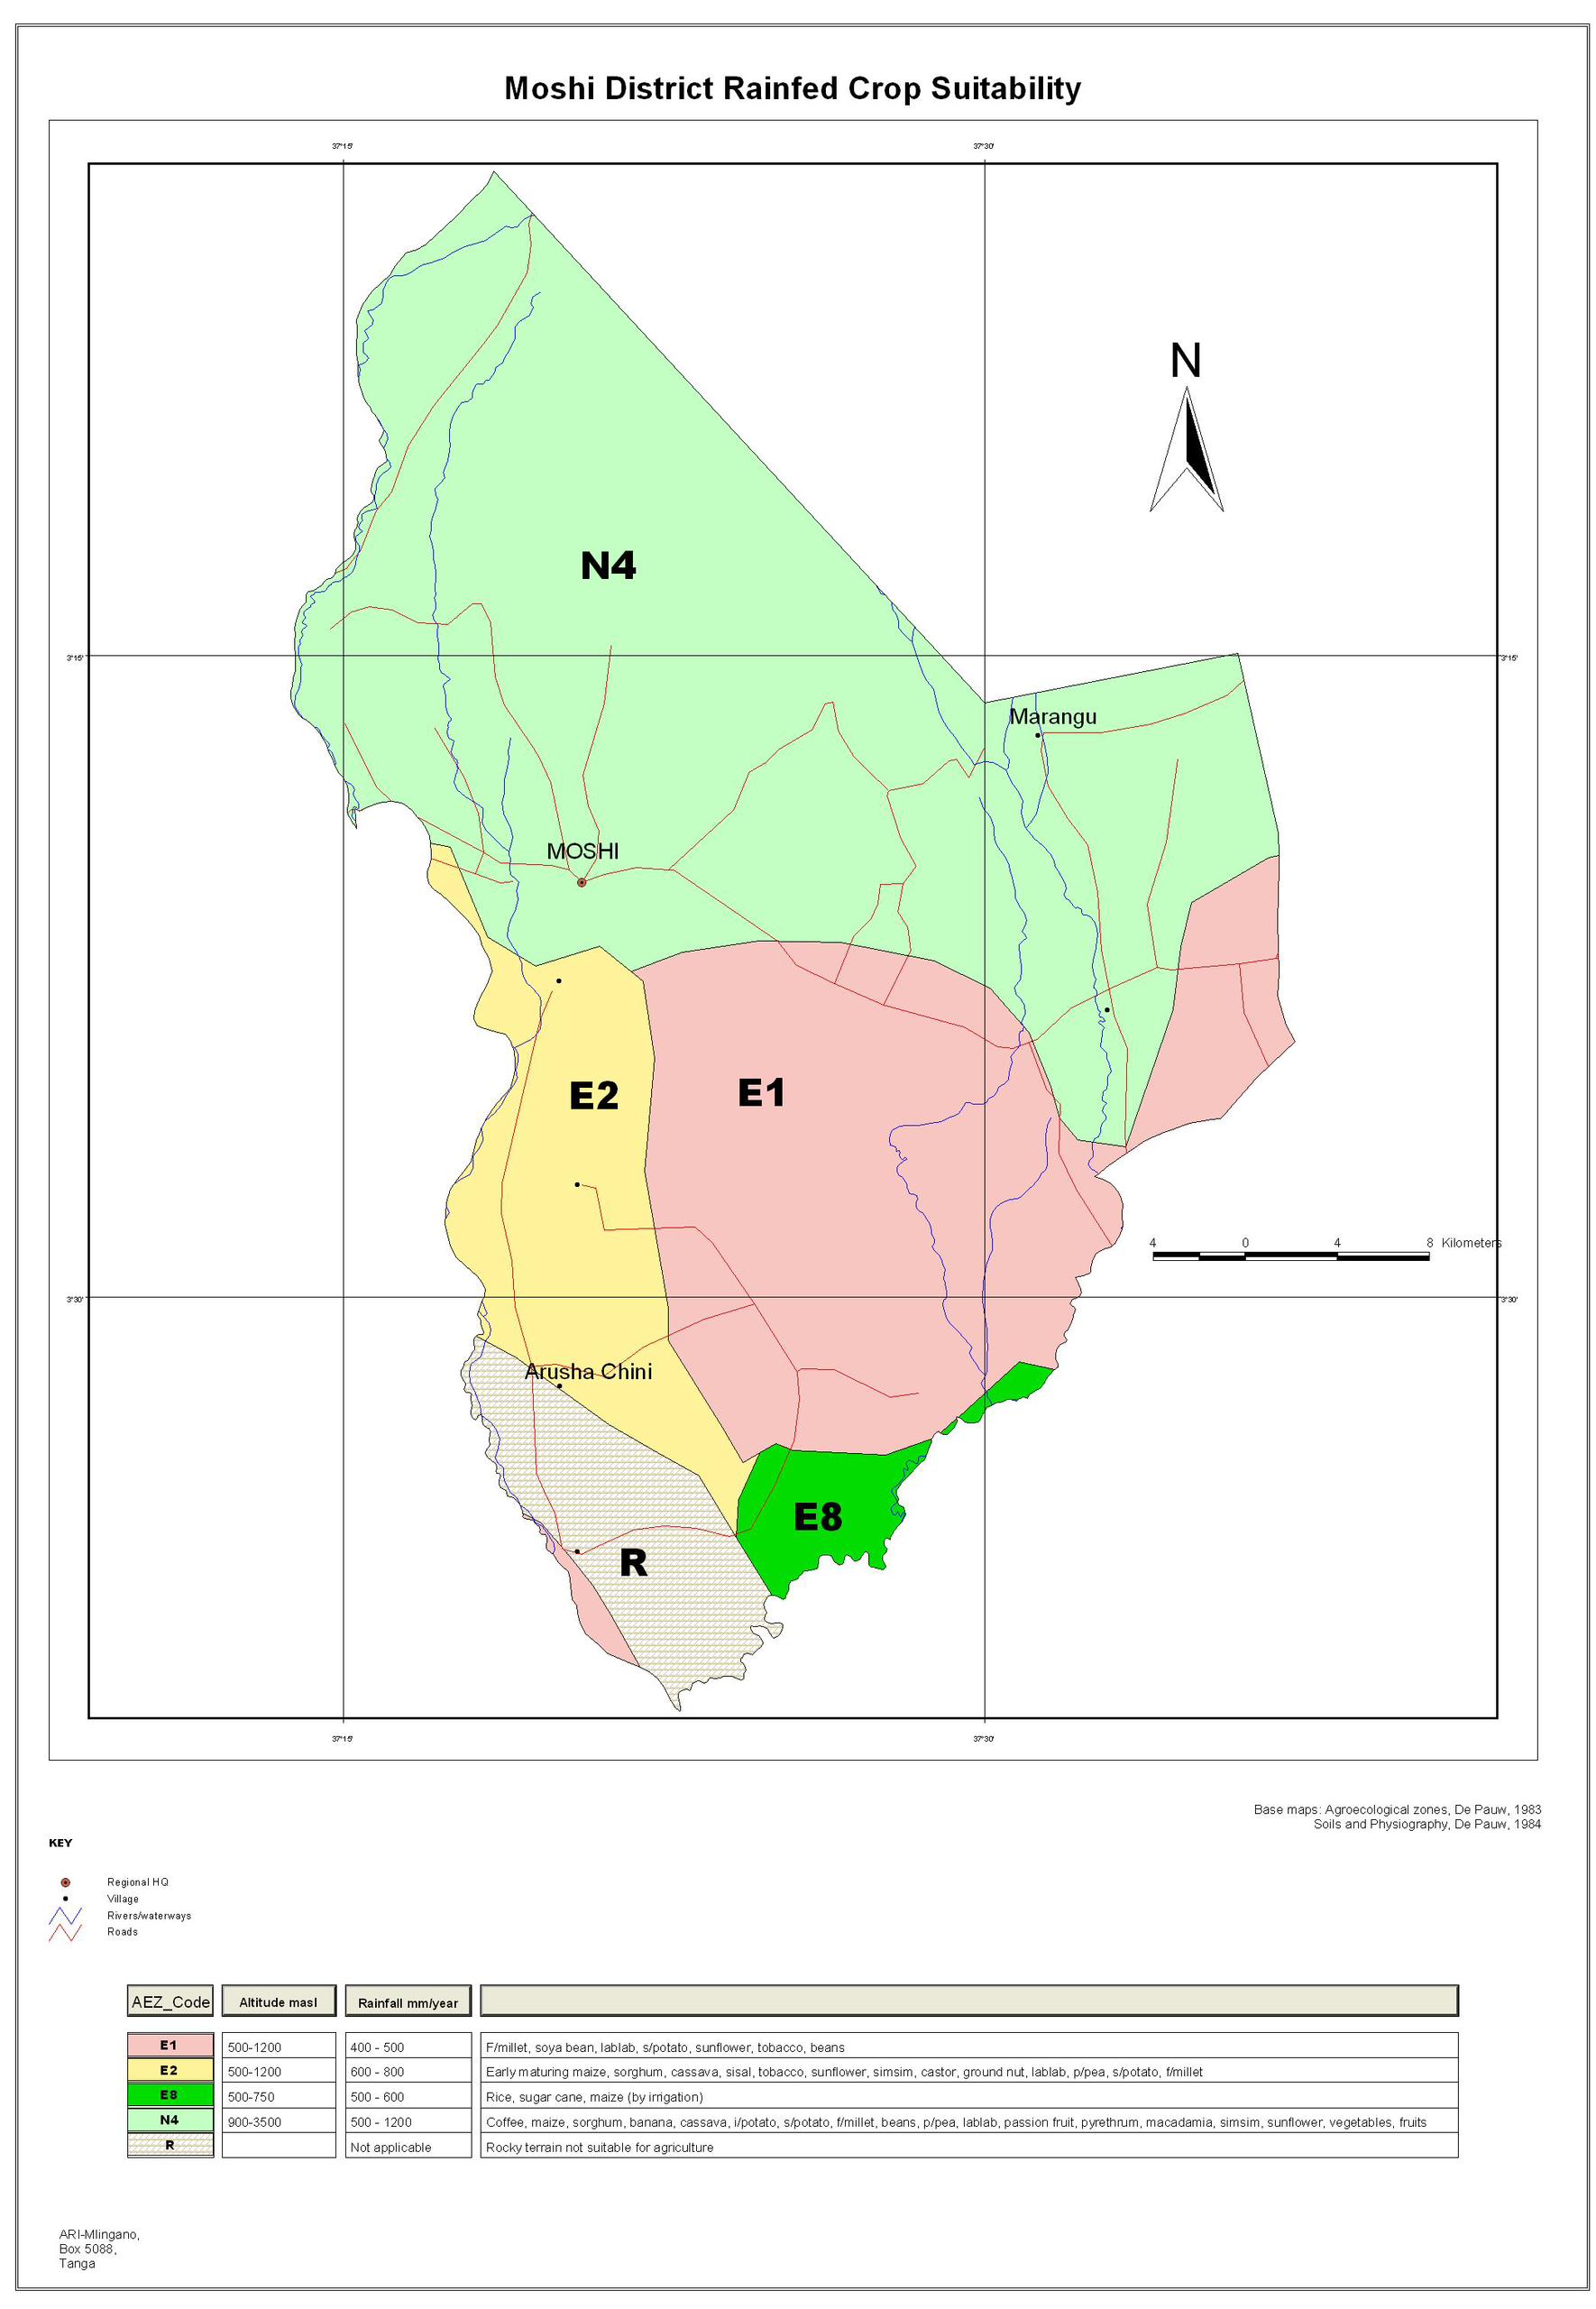 Moshi District Rainfed Crop Suitability
37°15' 37°30'
N
N4
3°15' 3°15'
Marangu
MOSHI
E2 E1
4 0 4 8 Kilometers
3°30' 3°30'
Arusha Chini
E8
R
37°15' 37°30'
Base maps: Agroecological zones, De Pauw, 1983
Soils and Physiography, De Pauw, 1984
KEY
Regional HQ
Village
Rivers/waterways
Roads
AEZ_Code Altitude masl Rainfall mm/year
E1 500-1200 400 - 500 F/millet, soya bean, lablab, s/potato, sunflower, tobacco, beans
E2 500-1200 600 - 800 Early maturing maize, sorghum, cassava, sisal, tobacco, sunflower, simsim, castor, ground nut, lablab, p/pea, s/potato, f/millet
E8 500-750 500 - 600 Rice, sugar cane, maize (by irrigation)
N4 900-3500 500 - 1200 Coffee, maize, sorghum, banana, cassava, i/potato, s/potato, f/millet, beans, p/pea, lablab, passion fruit, pyrethrum, macadamia, simsim, sunflower, vegetables, fruits
R Not applicable Rocky terrain not suitable for agriculture
ARI-Mlingano,
Box 5088,
Tanga